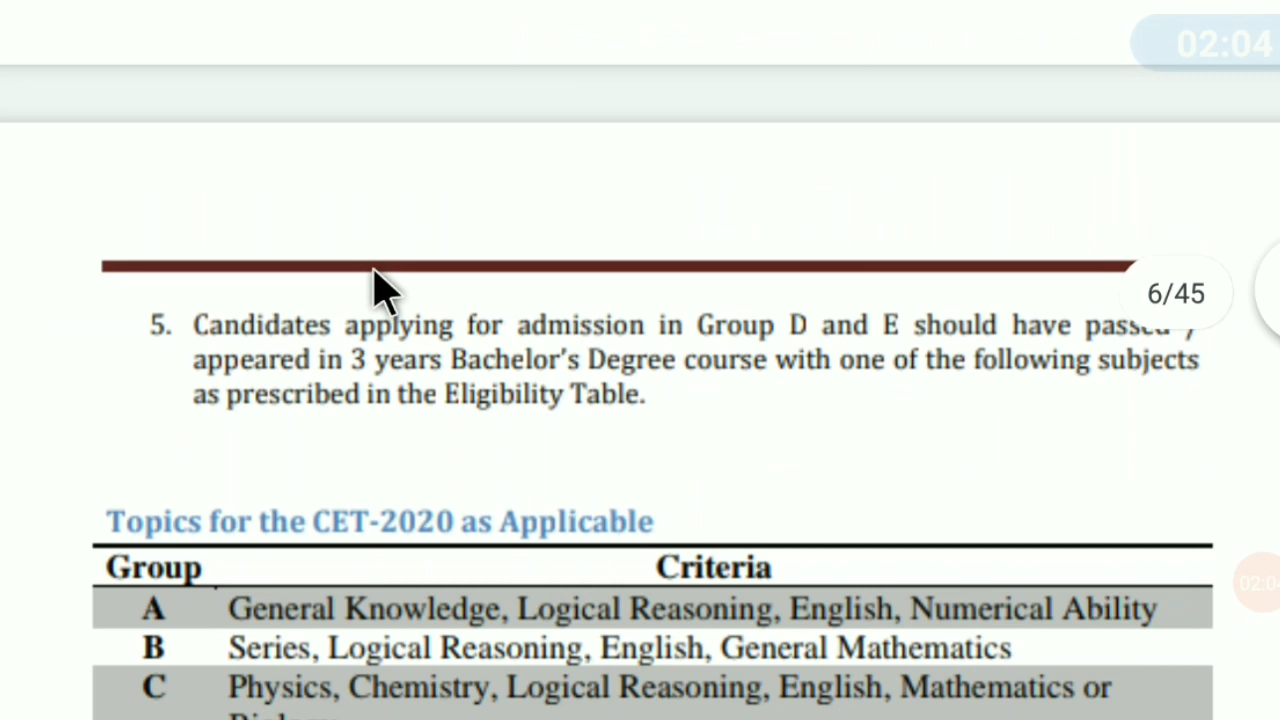 02:04
6/45
5. Candidates applying for admission in Group D and E should have passed /
appeared in 3 years Bachelor's Degree course with one of the following subjects
as prescribed in the Eligibility Table.
Topics for the CET-2020 as Applicable
Group Criteria
A General Knowledge, Logical Reasoning, English, Numerical Ability
B Series, Logical Reasoning, English, General Mathematics
C Physics, Chemistry, Logical Reasoning, English, Mathematics or